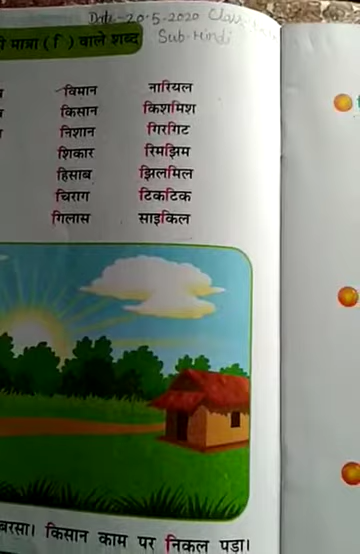 Date-20-5-2020 Class-
Sub-Hindi
मात्रा ( ि ) वाले शब्द
विमान नारियल
किसान किशमिश
निशान गिरगिट
शिकार रिमझिम
हिसाब झिलमिल
चिराग टिकटिक
गिलास साइकिल
बरसा। किसान काम पर निकल पड़ा।